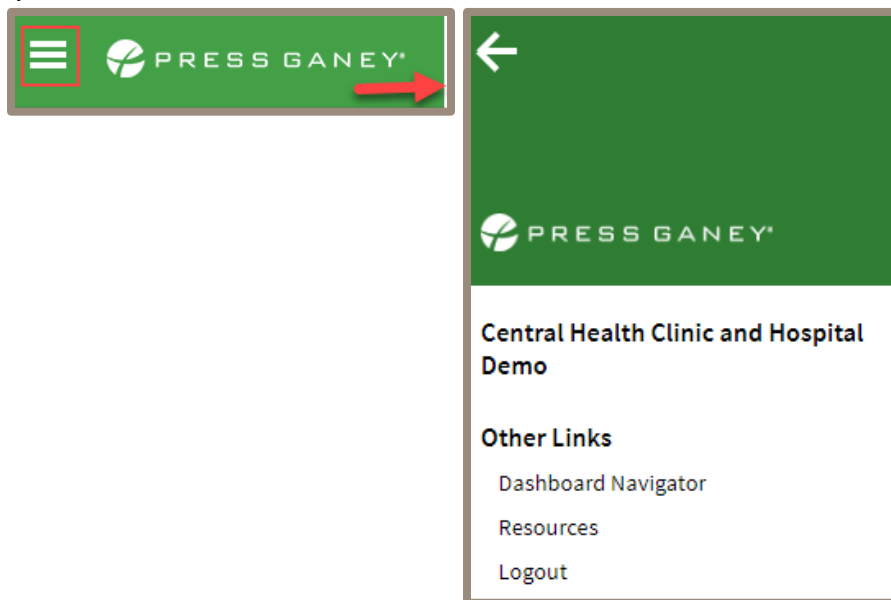 PRESS GANEY®
PRESS GANEY®
Central Health Clinic and Hospital
Demo
Other Links
Dashboard Navigator
Resources
Logout